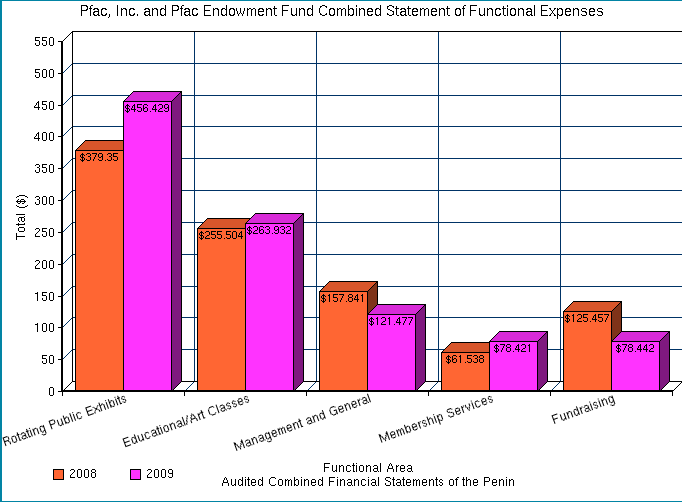 Pfac, Inc. and Pfac Endowment Fund Combined Statement of Functional Expenses
Total ($)
550
500
450
400
350
300
250
200
150
100
50
0
$379.35
$456.429
$255.504
$263.932
$157.841
$121.477
$61.538
$78.421
$125.457
$78.442
Rotating Public Exhibits
Educational/Art Classes
Management and General
Membership Services
Fundraising
2008
2009
Functional Area
Audited Combined Financial Statements of the Penin